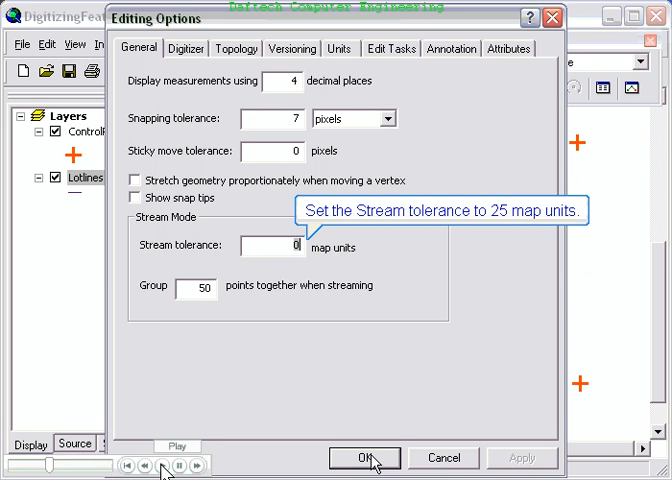 Daftech Computer Engineering
DigitizingFeat
Editing Options
File Edit
General Digitizer Topology Versioning Units Edit Tasks Annotation Attributes
Display measurements using 4 decimal places
Layers
Snapping tolerance: 7 pixels
ControlP
Sticky move tolerance: 0 pixels
Lotlines
Stretch geometry proportionately when moving a vertex
Show snap tips
Set the Stream tolerance to 25 map units.
Stream Mode
Stream tolerance: 0 map units
Group 50 points together when streaming
Display Source
Play
OK Cancel Apply